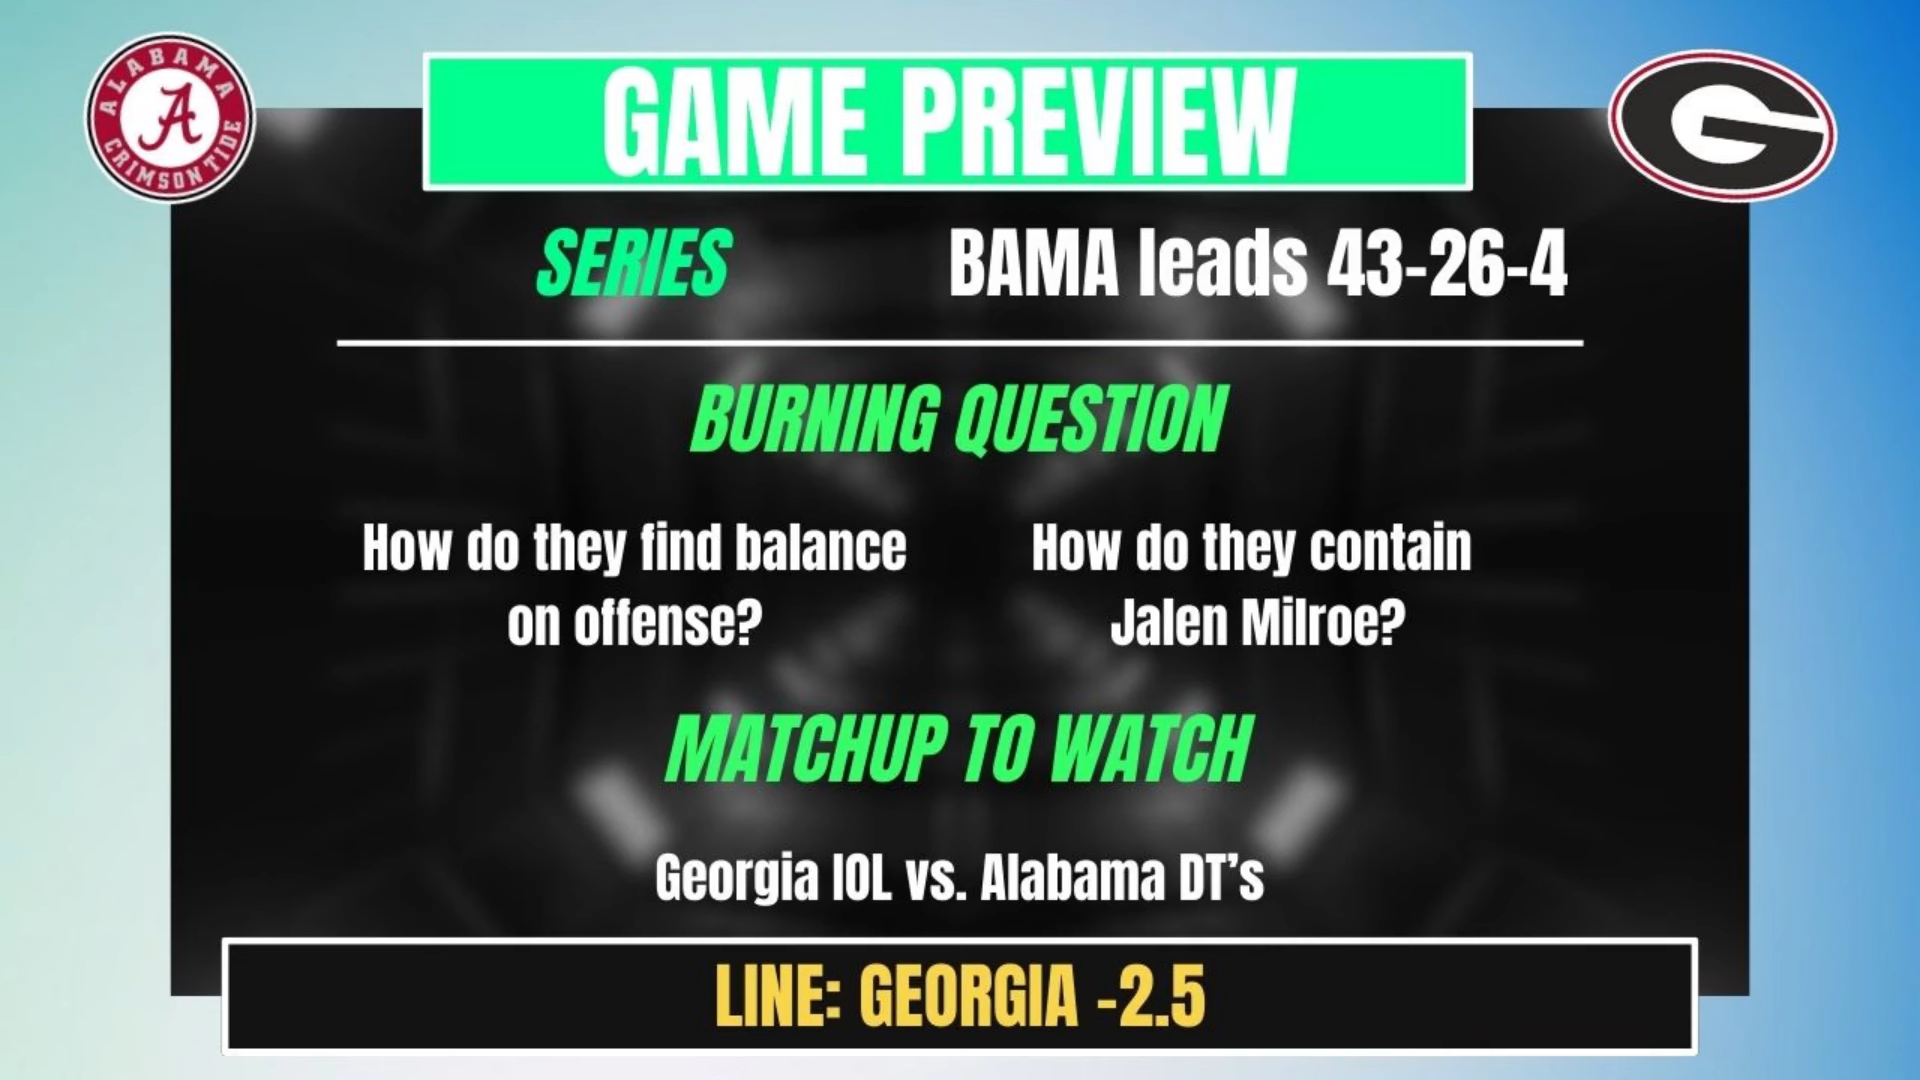 ALABAMA
A
CRIMSON TIDE
G
GAME PREVIEW
SERIES
BAMA leads 43-26-4
BURNING QUESTION
How do they find balance
on offense?
How do they contain
Jalen Milroe?
MATCHUP TO WATCH
Georgia IOL vs. Alabama DT's
LINE: GEORGIA -2.5